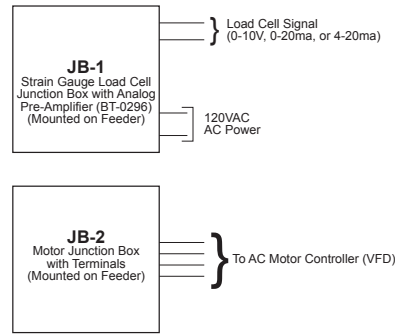 JB-1
Strain Gauge Load Cell
Junction Box with Analog
Pre-Amplifier (BT-0296)
(Mounted on Feeder)
Load Cell Signal
(0-10V, 0-20ma, or 4-20ma)
120VAC
AC Power
JB-2
Motor Junction Box
with Terminals
(Mounted on Feeder)
To AC Motor Controller (VFD)